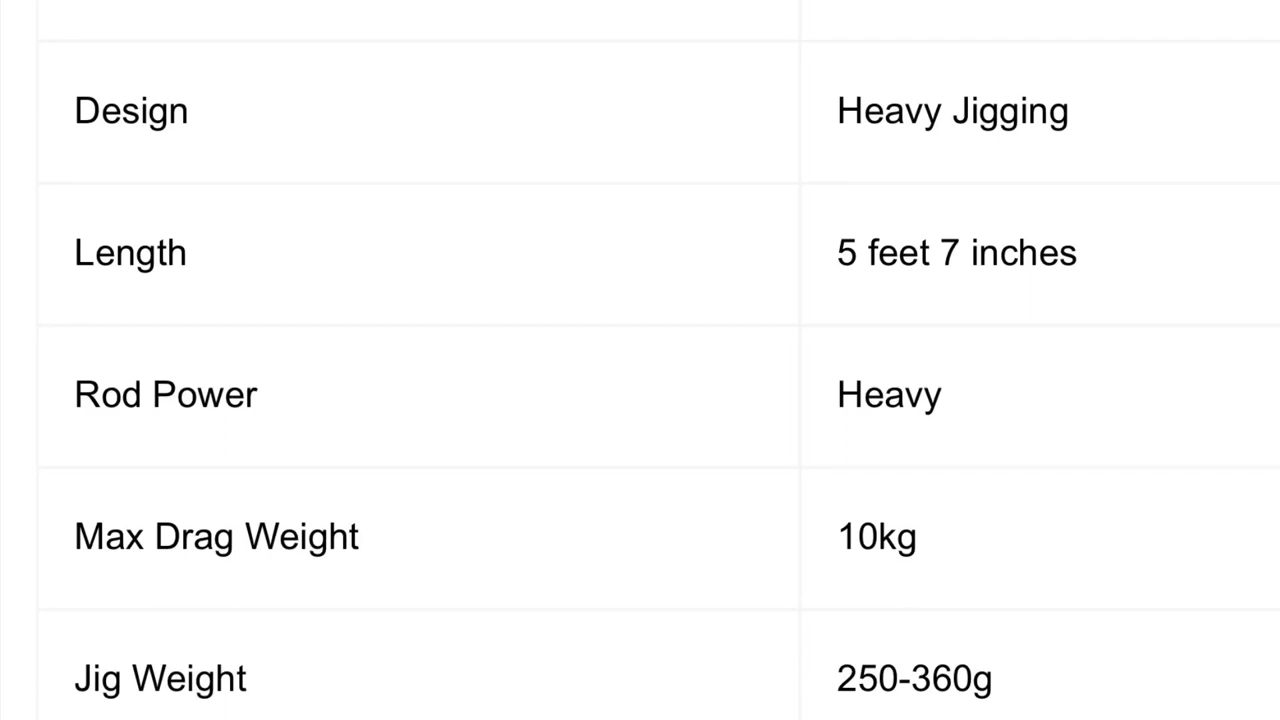 Design Heavy Jigging
Length 5 feet 7 inches
Rod Power Heavy
Max Drag Weight 10kg
Jig Weight 250-360g